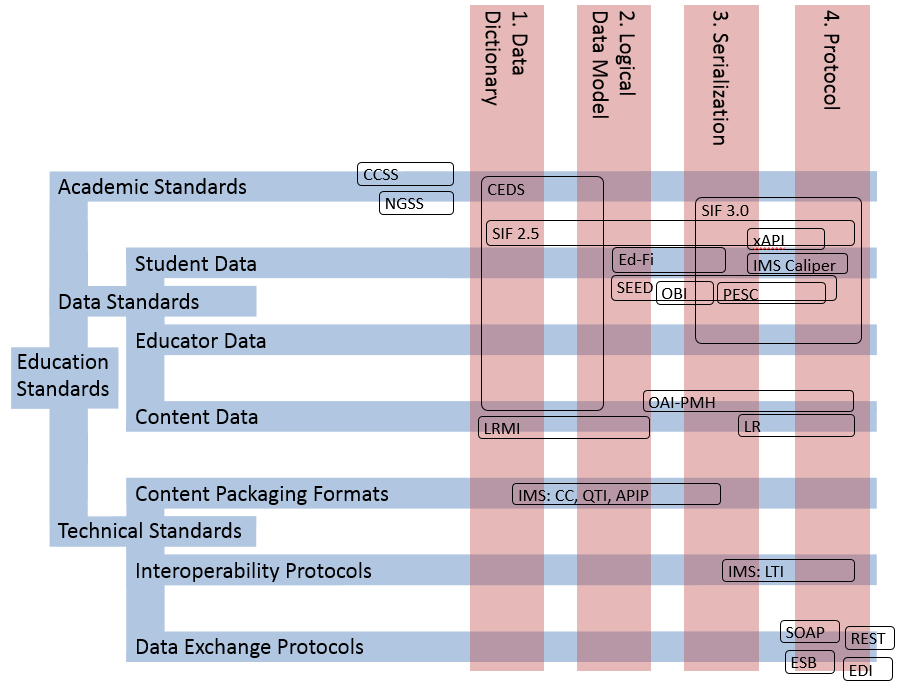 1. Data
Dictionary
2. Logical
Data Model
3. Serialization
4. Protocol
CCSS
Academic Standards
NGSS
CEDS
SIF 3.0
SIF 2.5
xAPI
Student Data
Ed-Fi
IMS Caliper
SEED
OBI
PESC
Data Standards
Educator Data
Education
Standards
Content Data
OAI-PMH
LRMI
LR
Content Packaging Formats
IMS: CC, QTI, APIP
Technical Standards
Interoperability Protocols
IMS: LTI
Data Exchange Protocols
SOAP
REST
ESB
EDI